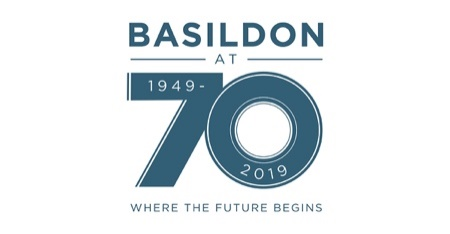 BASILDON
AT
1949-
70
2019
WHERE THE FUTURE BEGINS